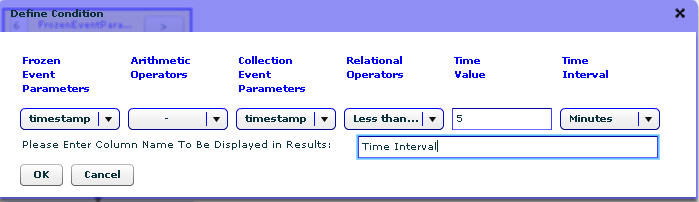 Define Condition
6 FrozenEventPara... >
Frozen Event Parameters
Arithmetic Operators
Collection Event Parameters
Relational Operators
Time Value
Time Interval
timestamp - timestamp Less than... 5 Minutes
Please Enter Column Name To Be Displayed in Results: Time Interval
OK Cancel